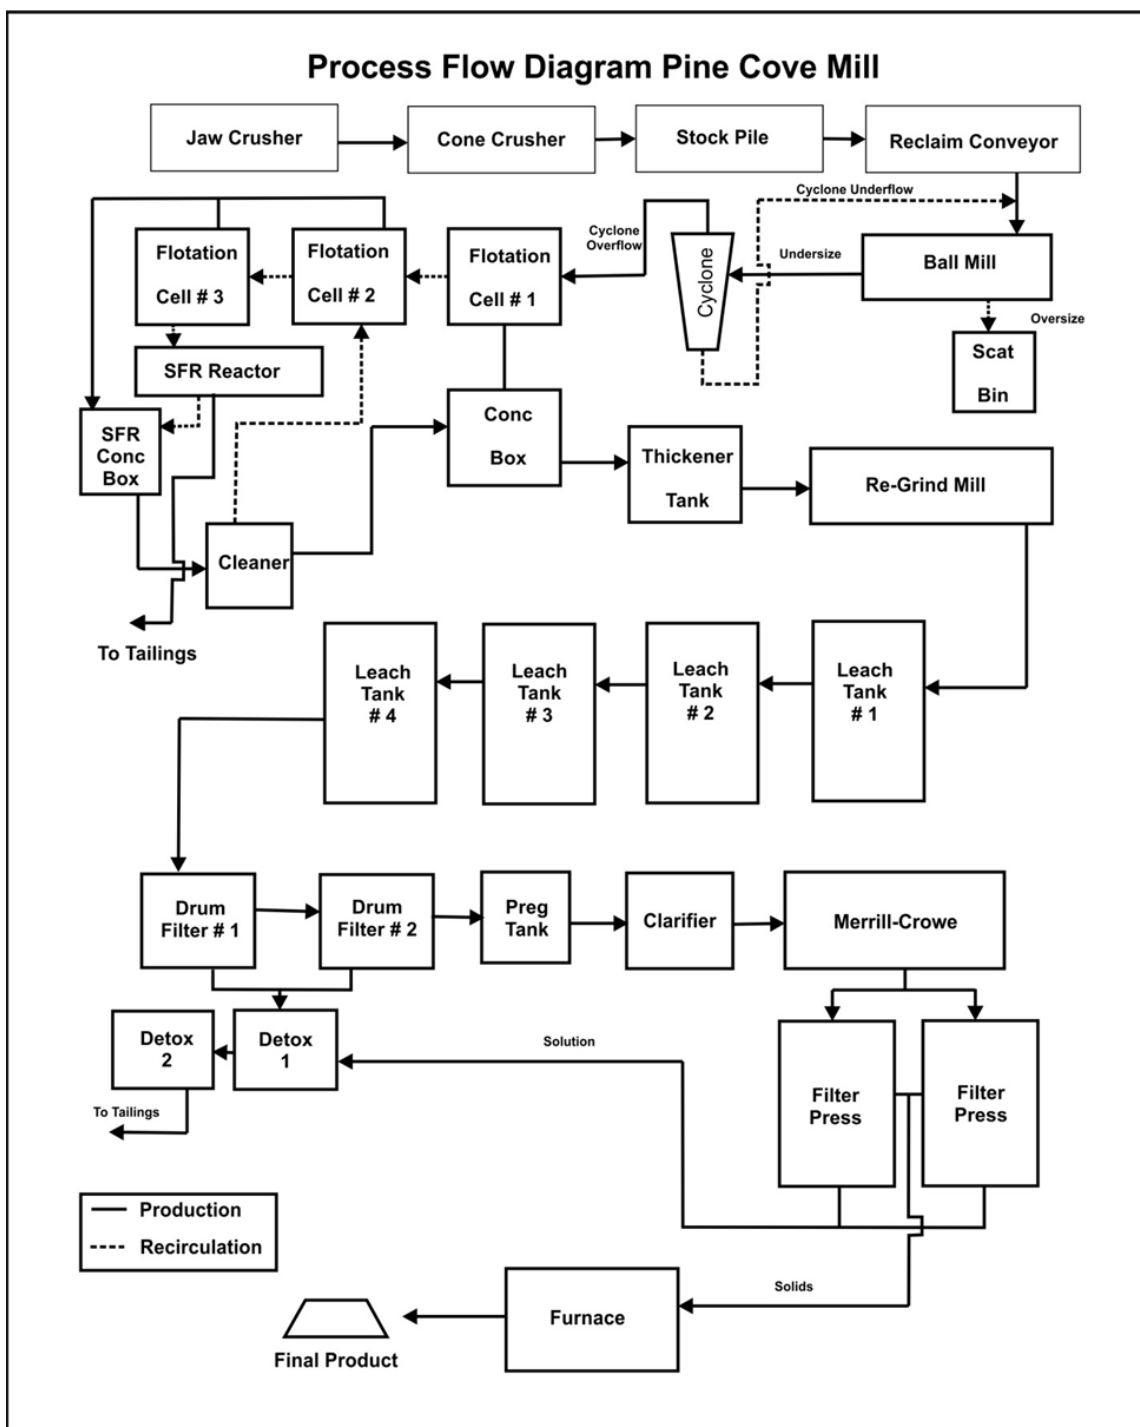 Process Flow Diagram Pine Cove Mill
Jaw Crusher
Cone Crusher
Stock Pile
Reclaim Conveyor
Cyclone Underflow
Flotation
Cell # 3
Flotation
Cell # 2
Flotation
Cell # 1
Cyclone
Overflow
Cyclone
Undersize
Ball Mill
Oversize
Scat
Bin
SFR Reactor
SFR
Conc
Box
Conc
Box
Thickener
Tank
Re-Grind Mill
Cleaner
To Tailings
Leach
Tank
# 4
Leach
Tank
# 3
Leach
Tank
# 2
Leach
Tank
# 1
Drum
Filter # 1
Drum
Filter # 2
Preg
Tank
Clarifier
Merrill-Crowe
Detox
2
Detox
1
Solution
Filter
Press
Filter
Press
To Tailings
Production
Recirculation
Solids
Furnace
Final Product